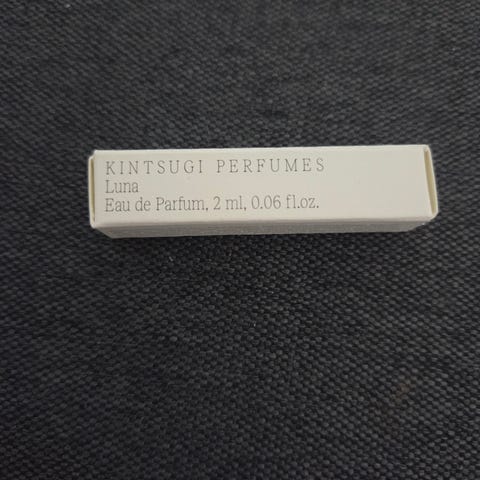 KINTSUGI PERFUMES
Luna
Eau de Parfum, 2 ml, 0.06 fl.oz.